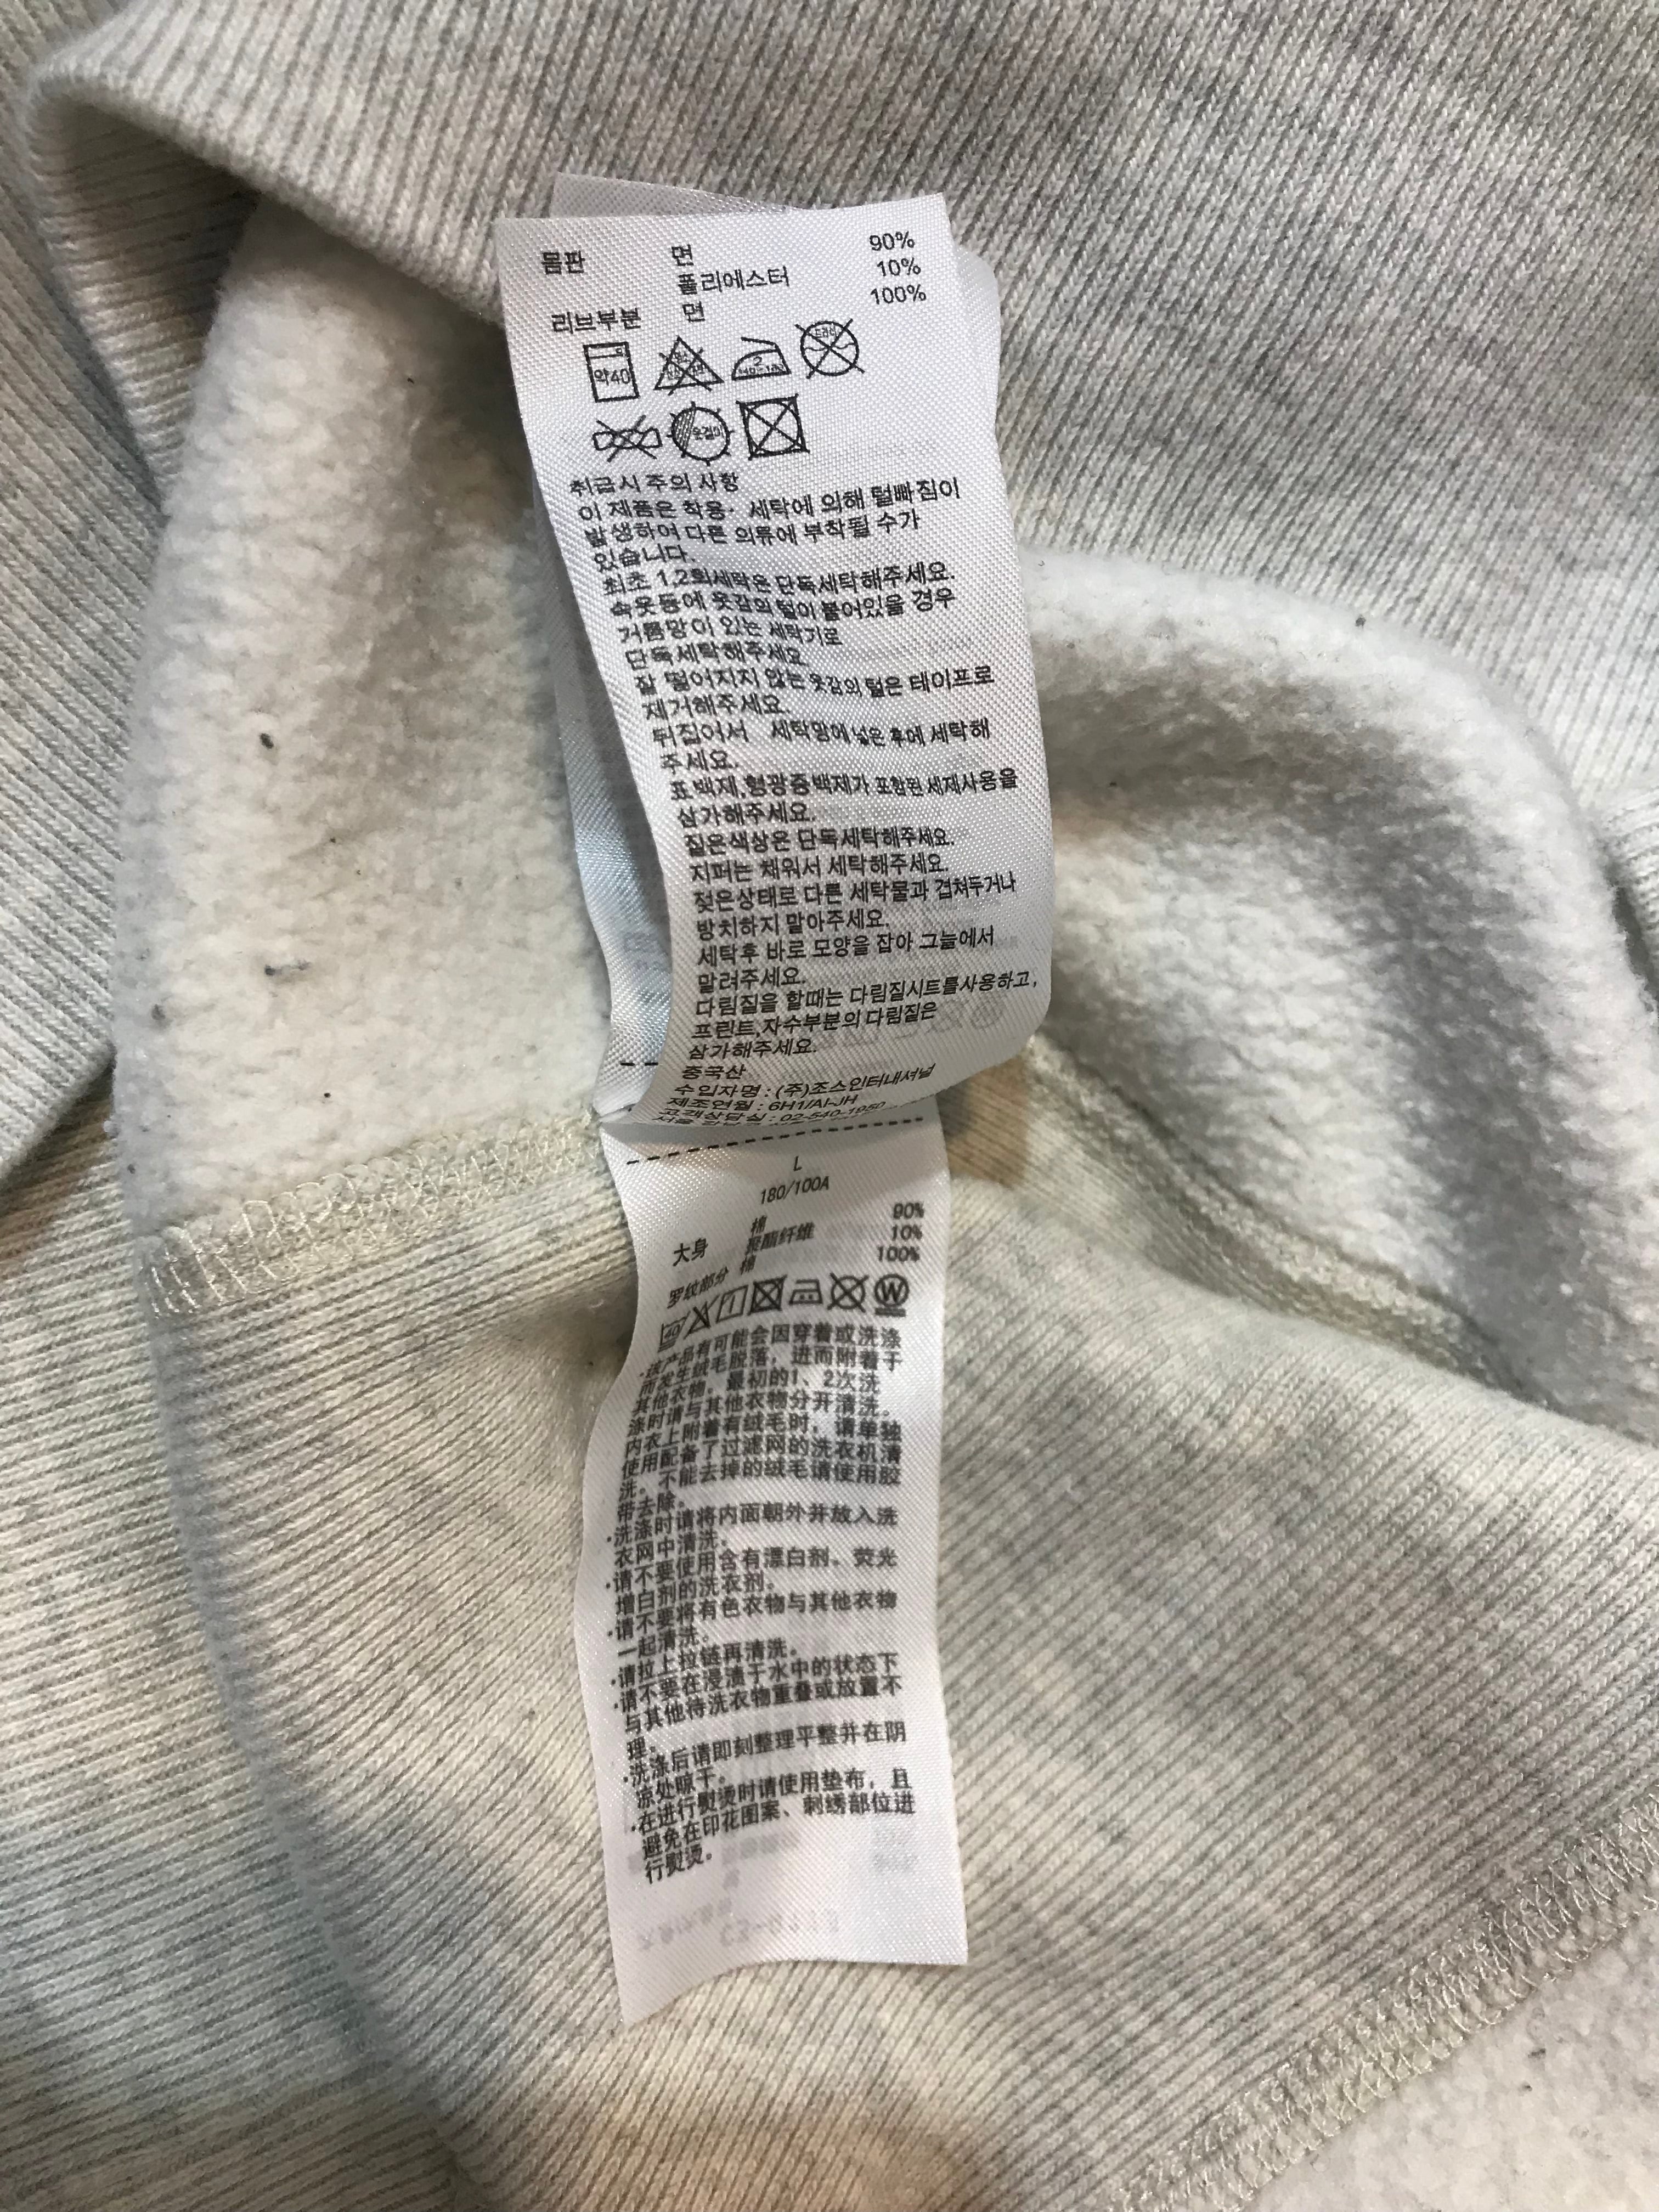 몸판 면 90%
폴리에스터 10%
리브부분 면 100%
약40
취급시 주의 사항
이 제품은 착용· 세탁에 의해 털빠짐이
발생하여 다른 의류에 부착될 수가
있습니다.
최초 1,2회세탁은 단독세탁해주세요.
속옷등에 옷감의 털이 붙어있을 경우
거름망이 있는 세탁기로
단독세탁해주세요.
잘 떨어지지 않는 옷감의 털은 테이프로
제거해주세요.
뒤집어서 세탁망에 넣은 후에 세탁해
주세요.
표백제,형광증백제가 포함된 세제사용을
삼가해주세요.
짙은색상은 단독세탁해주세요.
지퍼는 채워서 세탁해주세요.
젖은상태로 다른 세탁물과 겹쳐두거나
방치하지 말아주세요.
세탁후 바로 모양을 잡아 그늘에서
말려주세요.
다림질을 할때는 다림질시트를사용하고,
프린트,자수부분의 다림질은
삼가해주세요.
중국산
수입자명 : (주)조스인터내셔널
제조연월 : 6H1/AI-JH
고객상담실 : 02-540-1950
L
180/100A
棉 90%
大身 聚酯纤维 10%
罗纹部分 棉 100%
40 W
·该产品有可能会因穿着或洗涤
而发生绒毛脱落，进而附着于
其他衣物。最初的1、2次洗
涤时请与其他衣物分开清洗。
内衣上附着有绒毛时，请单独
使用配备了过滤网的洗衣机清
洗。不能去掉的绒毛请使用胶
带去除。
·洗涤时请将内面朝外并放入洗
衣网中清洗。
·请不要使用含有漂白剂。荧光
增白剂的洗衣剂。
·请不要将有色衣物与其他衣物
一起清洗。
·请拉上拉链再清洗。
·请不要在浸渍于水中的状态下
与其他待洗衣物重叠或放置不
理。
·洗涤后请即刻整理平整并在阴
凉处晾干。
·在进行熨烫时请使用垫布，且
避免在印花图案、刺绣部位进
行熨烫。